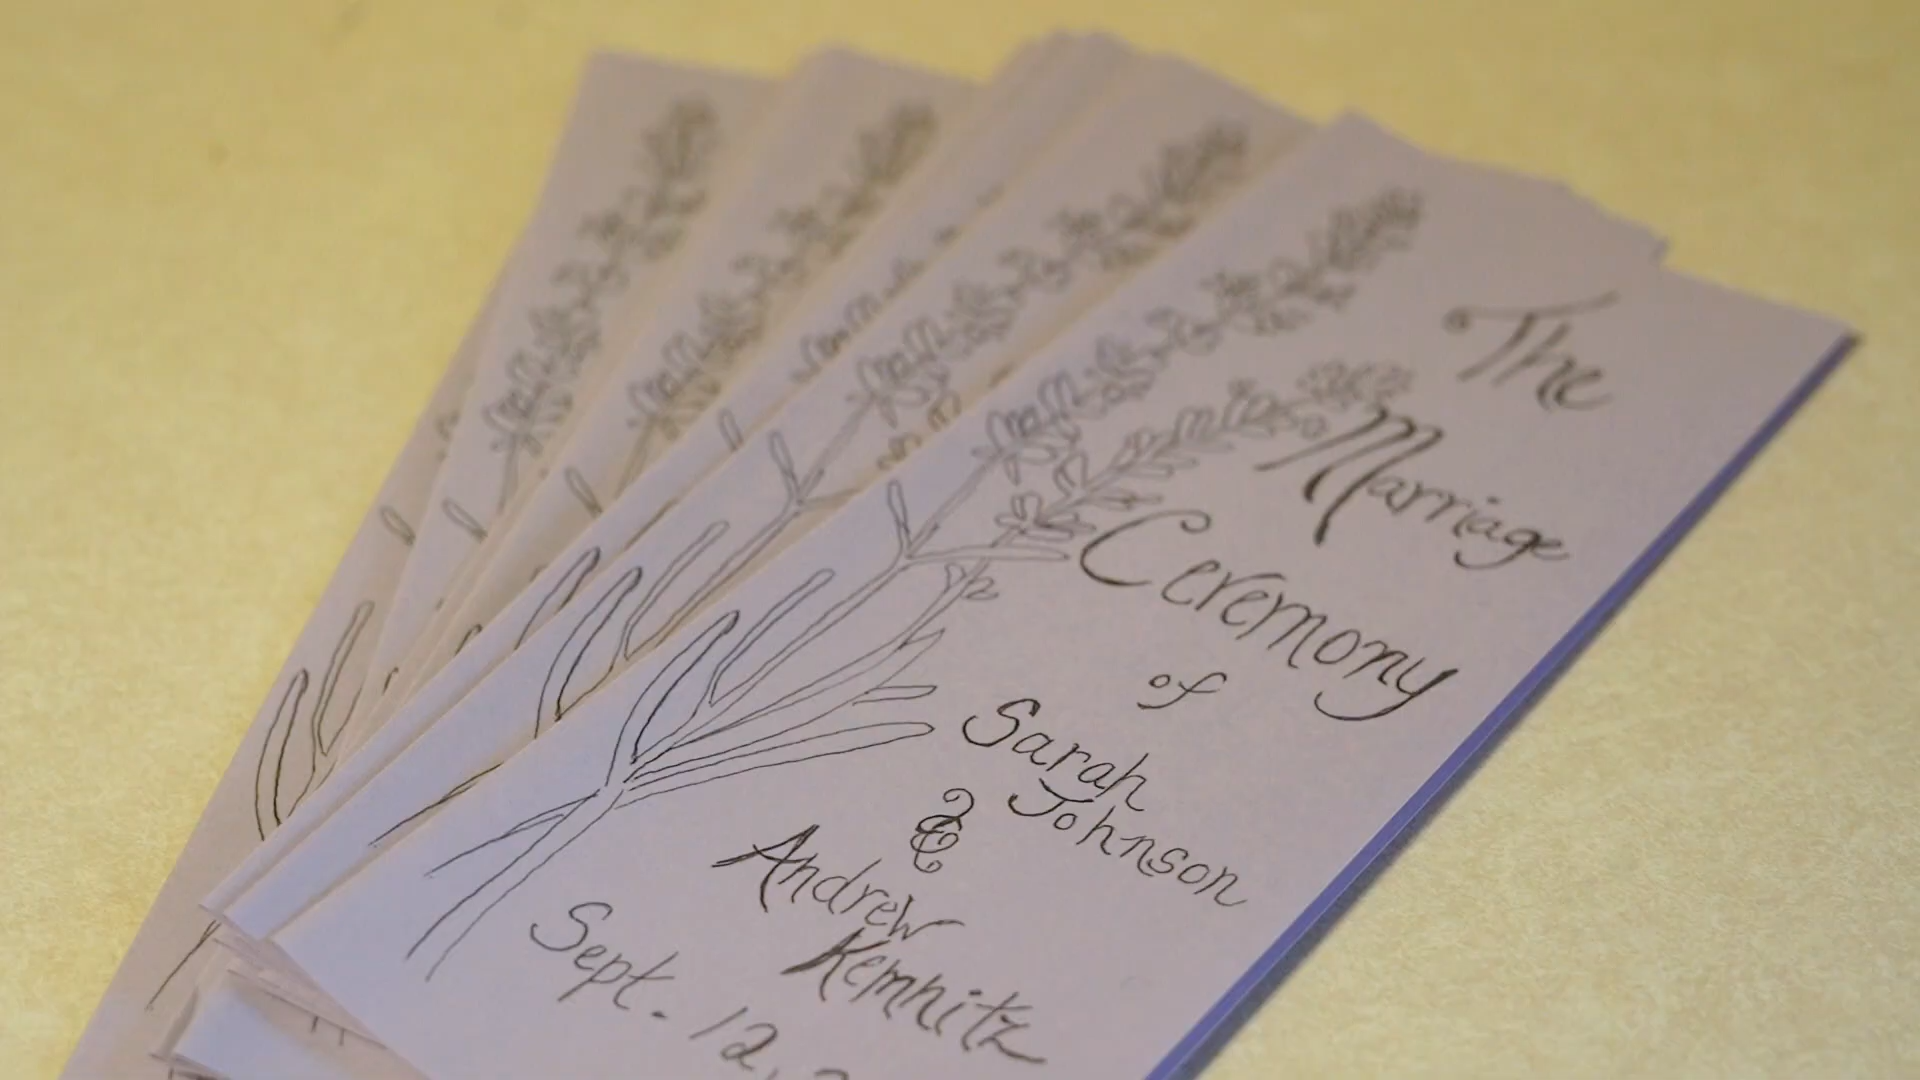 The
Marriage
Ceremony
of
Sarah
Johnson
&
Andrew
Kemnitz
Sept. 12,